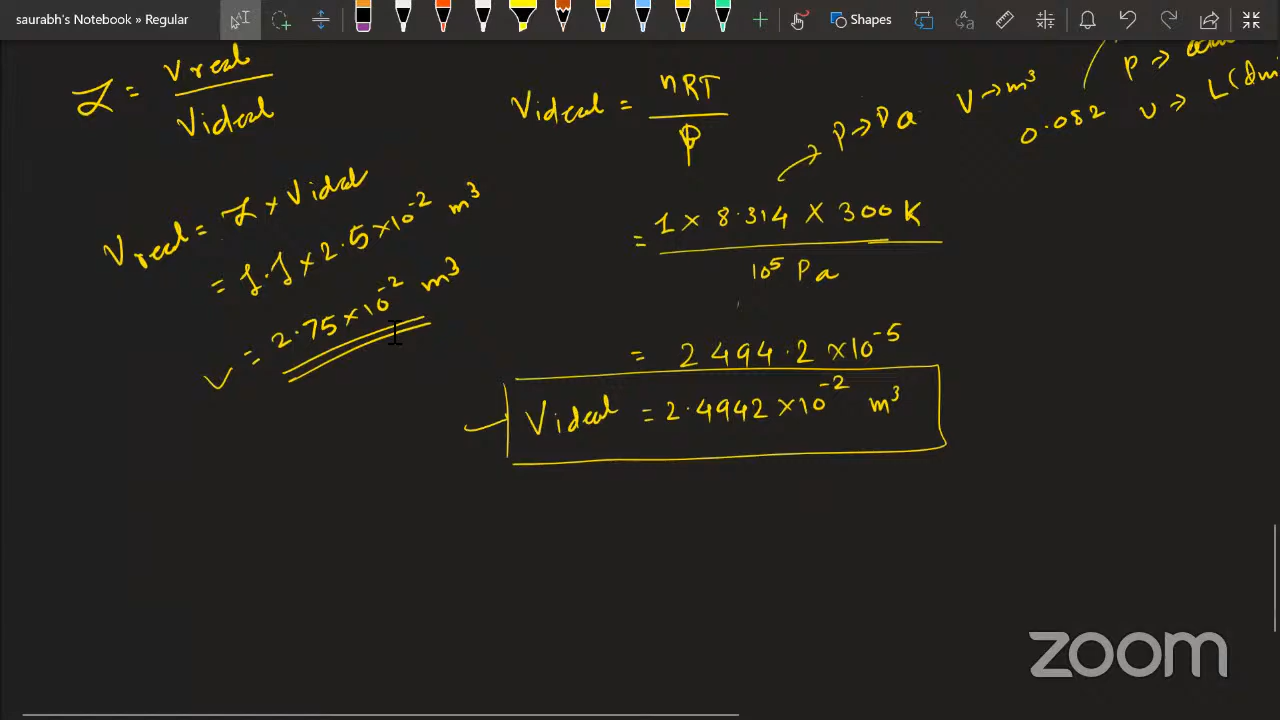 saurabh's Notebook » Regular
Shapes
Z = Vreal / Videal
Videal = nRT / P
P → Pa V → m³
P →
0.082 v → L(dm
Vreal = Z × Vidal
= 1.1 × 2.5 × 10⁻² m³
= 2.75 × 10⁻² m³
= 1 × 8.314 × 300 K / 10⁵ Pa
= 2494.2 × 10⁻⁵
Videal = 2.4942 × 10⁻² m³
zoom